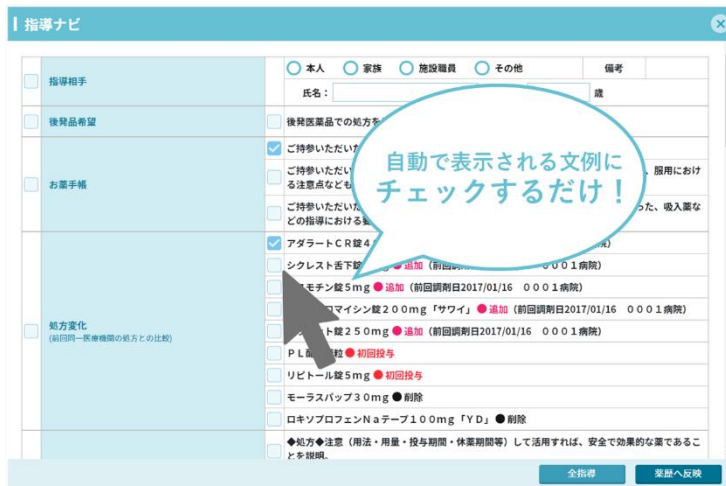 指導ナビ
指導相手
本人 家族 施設職員 その他 備考
氏名： 歳
後発品希望
後発医薬品での処方を
お薬手帳
ご持参いただいた
ご持参いただい 、服用におけ
る注意点なども
ご持参いただいた った、吸入薬な
どの指導における
自動で表示される文例に
チェックするだけ！
処方変化
(前回同一医療機関の処方との比較)
アダラートＣＲ錠4
シクレスト舌下錠 mg ●追加（前回調剤 0001病院）
モチン錠5mg ●追加（前回調剤日2017/01/16 0001病院）
マイシン錠200mg「サワイ」●追加（前回調剤日2017/01/16 0001病院）
ト錠250mg ●追加（前回調剤日2017/01/16 0001病院）
ＰＬ 粒 ●初回投与
リピトール錠5mg ●初回投与
モーラスパップ30mg ●削除
ロキソプロフェンNaテープ100mg「ＹＤ」●削除
◆処方◆注意（用法・用量・投与期間・休薬期間等）して活用すれば、安全で効果的な薬であるこ
とを説明。
全指導 薬歴へ反映